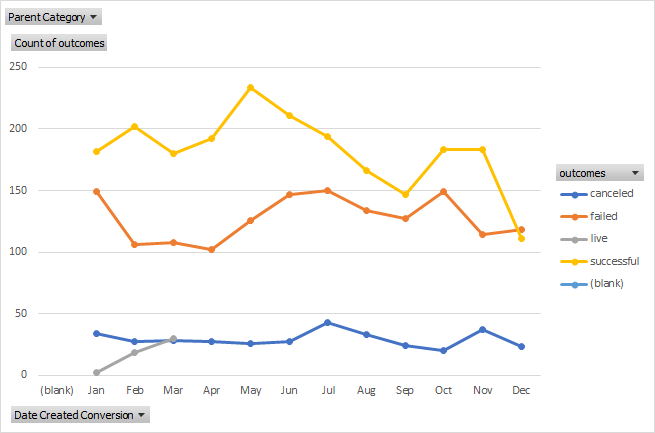 Parent Category
Count of outcomes
250
200
150
100
50
0
(blank) Jan Feb Mar Apr May Jun Jul Aug Sep Oct Nov Dec
outcomes
canceled
failed
live
successful
(blank)
Date Created Conversion